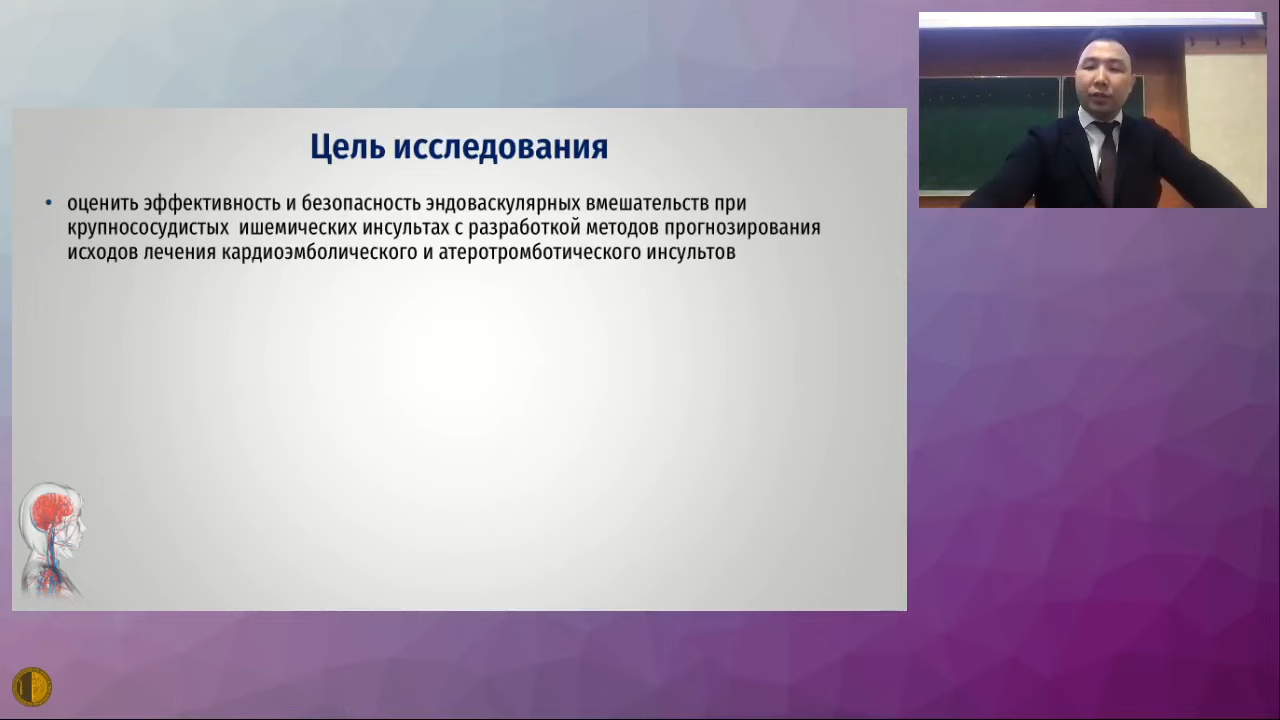 Цель исследования
• оценить эффективность и безопасность эндоваскулярных вмешательств при
крупнососудистых ишемических инсультах с разработкой методов прогнозирования
исходов лечения кардиоэмболического и атеротромботического инсультов